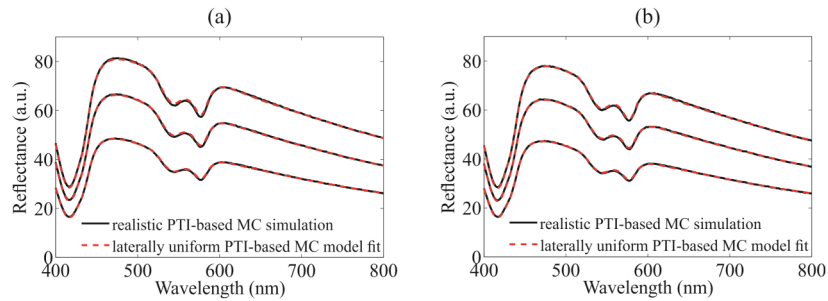 (a)
80
60
40
20
0
Reflectance (a.u.)
realistic PTI-based MC simulation
laterally uniform PTI-based MC model fit
400 500 600 700 800
Wavelength (nm)
(b)
80
60
40
20
0
Reflectance (a.u.)
realistic PTI-based MC simulation
laterally uniform PTI-based MC model fit
400 500 600 700 800
Wavelength (nm)